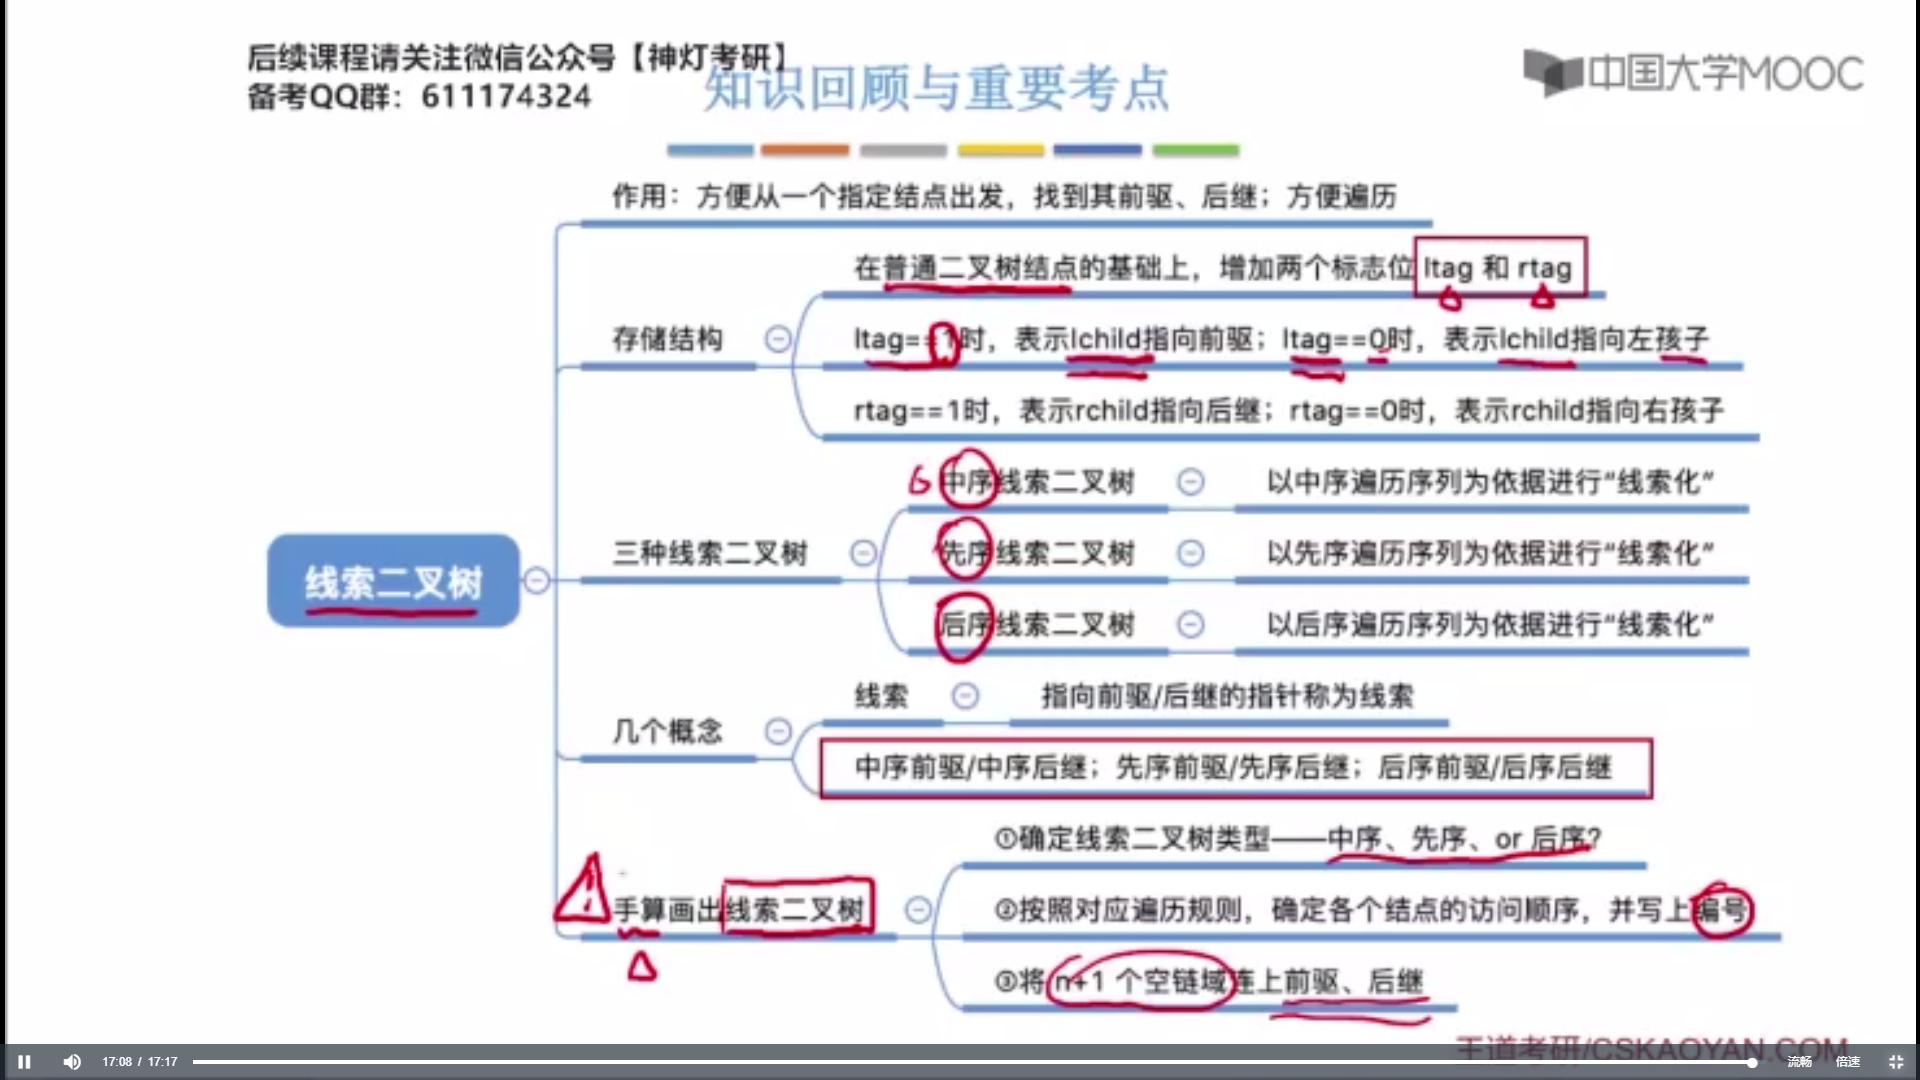 后续课程请关注微信公众号【神灯考研】
备考QQ群：611174324
知识回顾与重要考点
中国大学MOOC
作用：方便从一个指定结点出发，找到其前驱、后继；方便遍历
在普通二叉树结点的基础上，增加两个标志位 ltag 和 rtag
存储结构
ltag==1时，表示lchild指向前驱；ltag==0时，表示lchild指向左孩子
rtag==1时，表示rchild指向后继；rtag==0时，表示rchild指向右孩子
6 中序线索二叉树 以中序遍历序列为依据进行“线索化”
三种线索二叉树
先序线索二叉树 以先序遍历序列为依据进行“线索化”
线索二叉树
后序线索二叉树 以后序遍历序列为依据进行“线索化”
线索 指向前驱/后继的指针称为线索
几个概念
中序前驱/中序后继；先序前驱/先序后继；后序前驱/后序后继
①确定线索二叉树类型——中序、先序、or 后序？
手算画出线索二叉树
②按照对应遍历规则，确定各个结点的访问顺序，并写上编号
③将 n+1 个空链域连上前驱、后继
王道考研/CSKAOYAN.COM
17:08 / 17:17
流畅
倍速